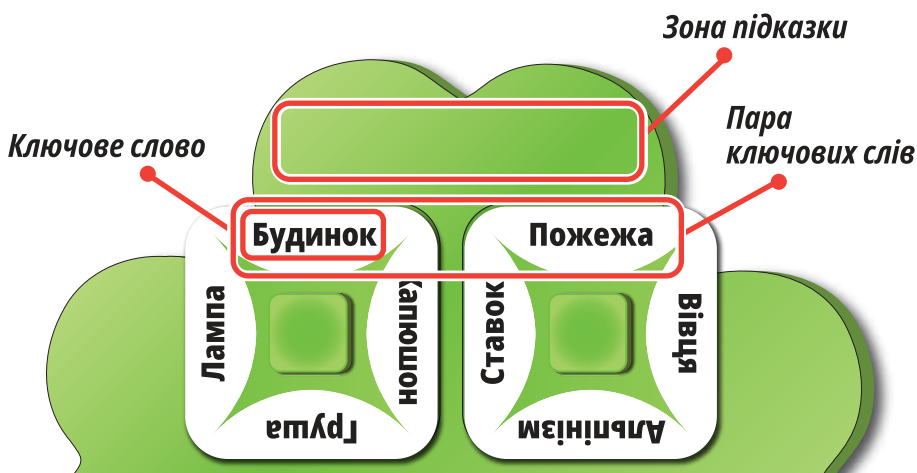 Зона підказки
Ключове слово
Пара
ключових слів
Будинок
Пожежа
Лампа
Капюшон
Груша
Ставок
Вівця
Альпінізм